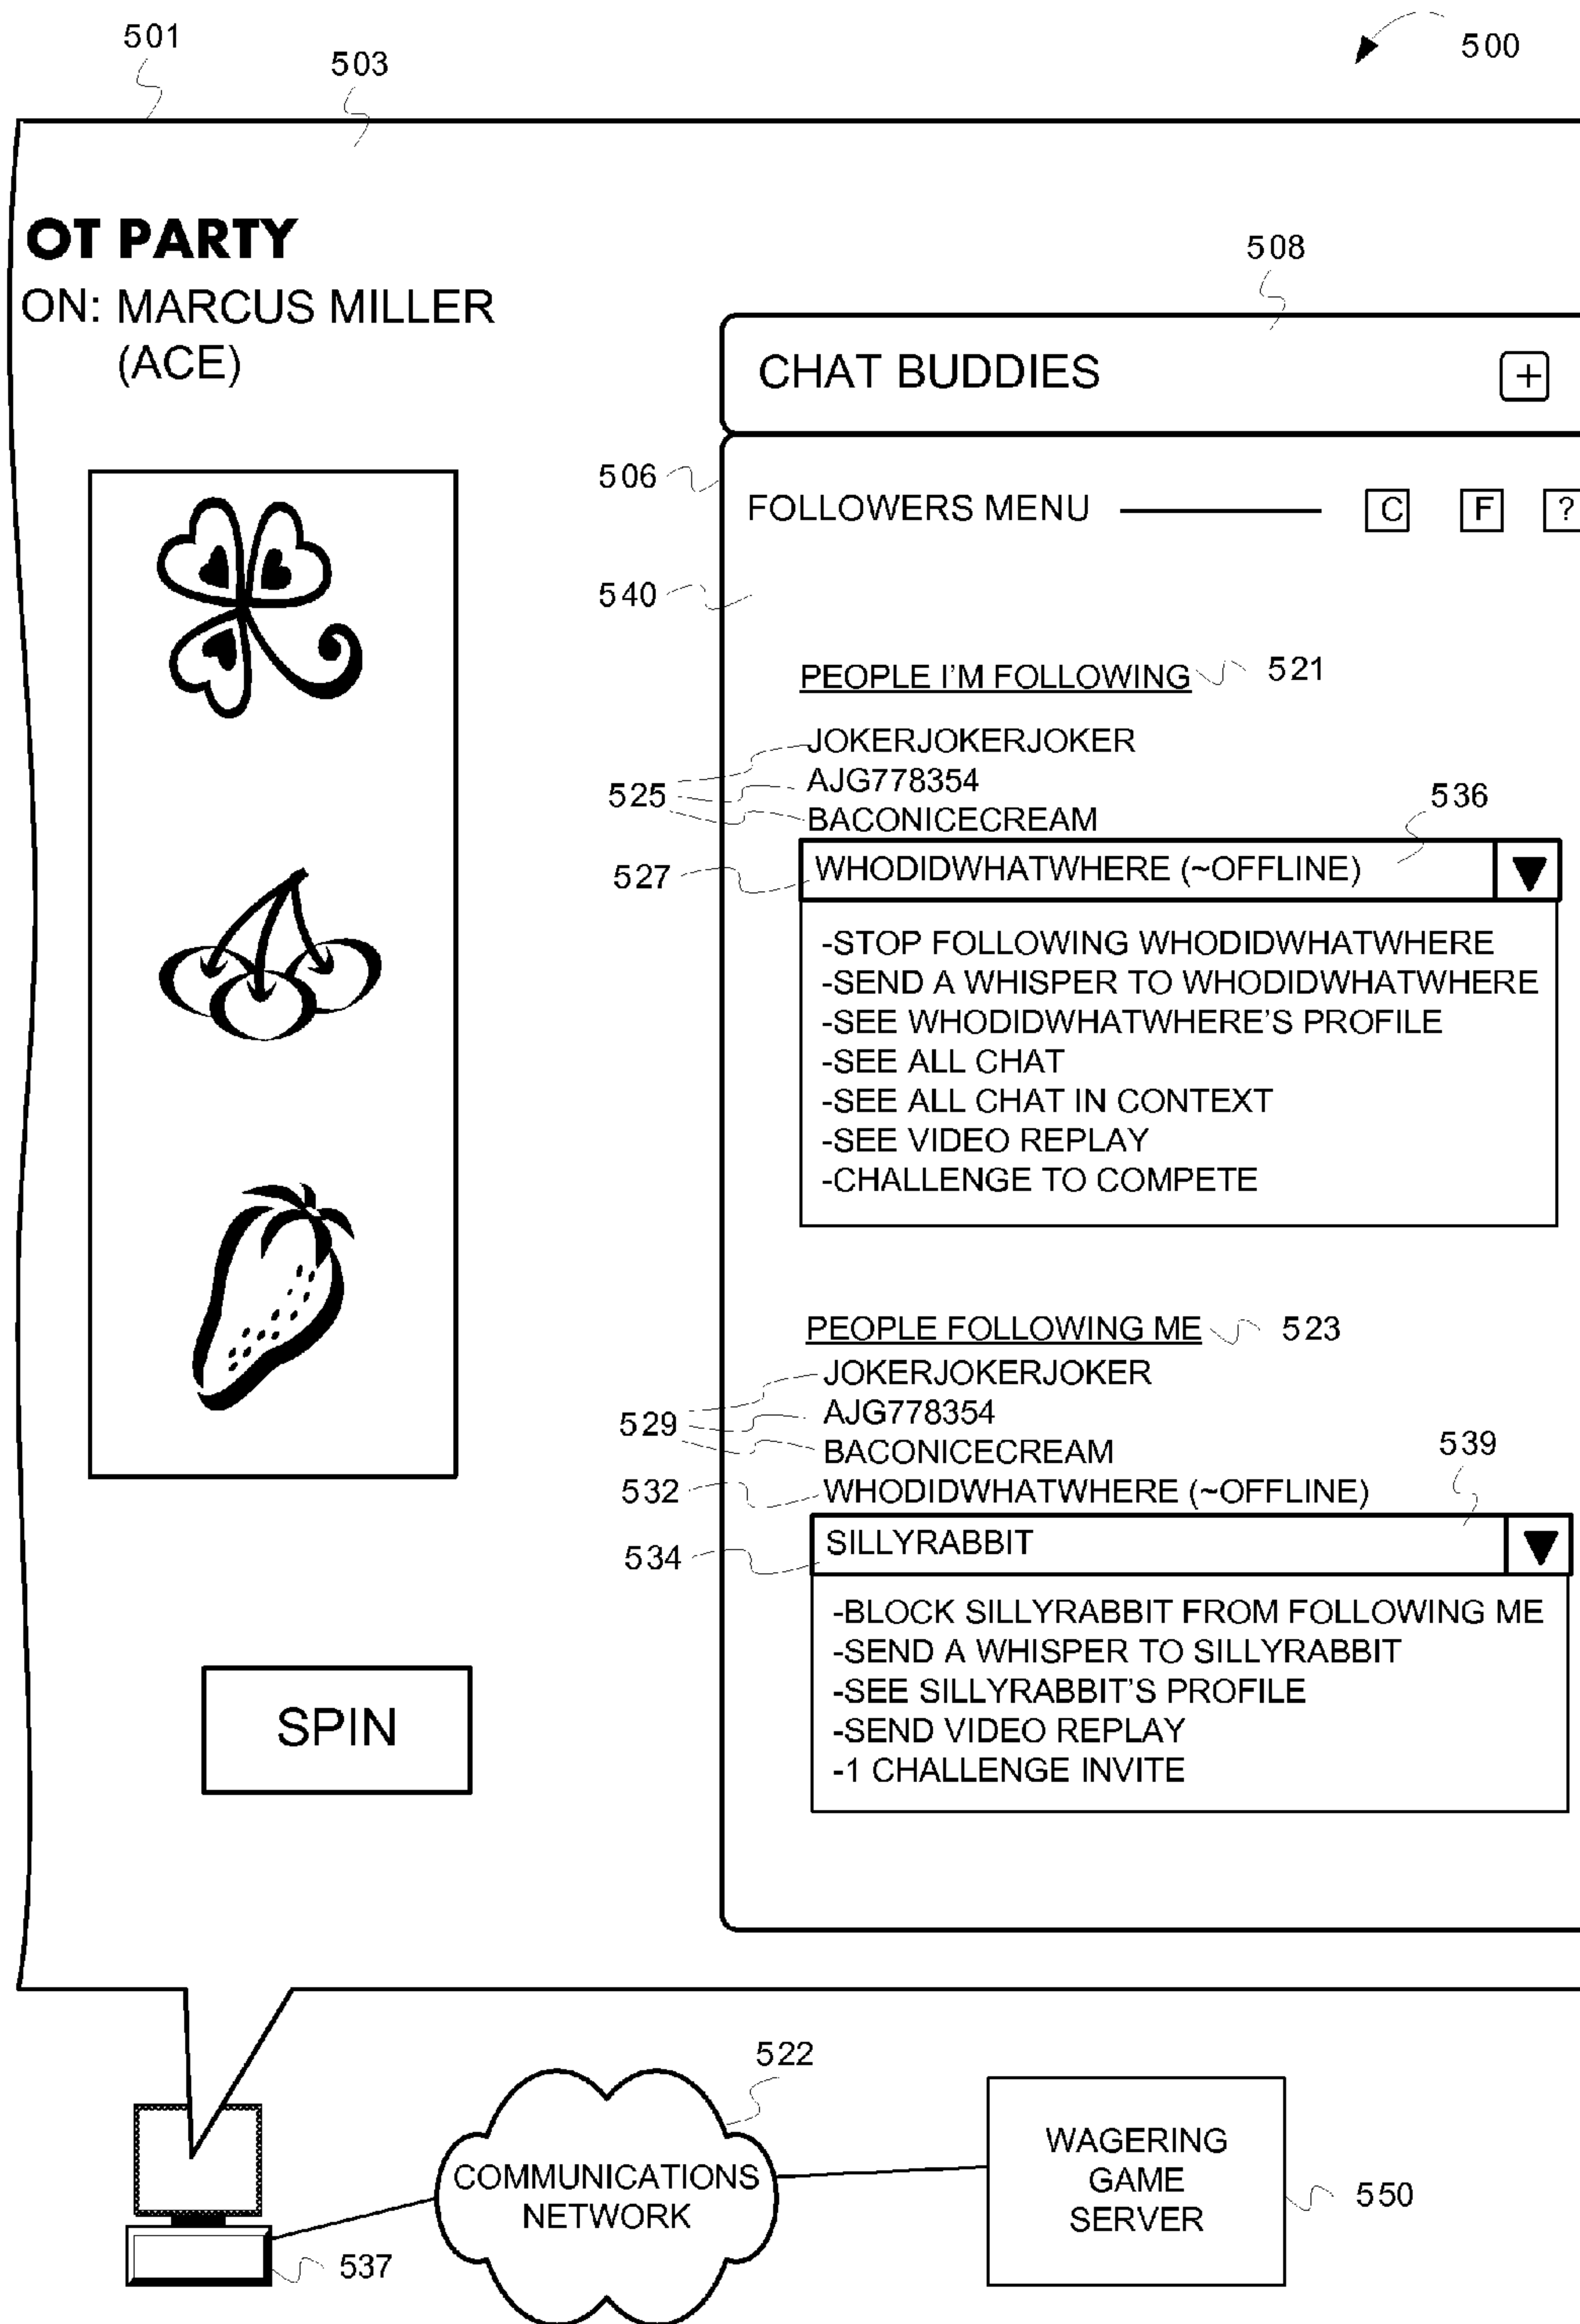 501
503
500
OT PARTY
ON: MARCUS MILLER
(ACE)
508
CHAT BUDDIES +
506
FOLLOWERS MENU C F ?
540
PEOPLE I'M FOLLOWING 521
JOKERJOKERJOKER
525 AJG778354
BACONICECREAM
536
527 WHODIDWHATWHERE (~OFFLINE)
-STOP FOLLOWING WHODIDWHATWHERE
-SEND A WHISPER TO WHODIDWHATWHERE
-SEE WHODIDWHATWHERE'S PROFILE
-SEE ALL CHAT
-SEE ALL CHAT IN CONTEXT
-SEE VIDEO REPLAY
-CHALLENGE TO COMPETE
PEOPLE FOLLOWING ME 523
JOKERJOKERJOKER
529 AJG778354
BACONICECREAM
539
532 WHODIDWHATWHERE (~OFFLINE)
534 SILLYRABBIT
-BLOCK SILLYRABBIT FROM FOLLOWING ME
-SEND A WHISPER TO SILLYRABBIT
-SEE SILLYRABBIT'S PROFILE
-SEND VIDEO REPLAY
-1 CHALLENGE INVITE
SPIN
522
COMMUNICATIONS
NETWORK
WAGERING
GAME
SERVER
550
537